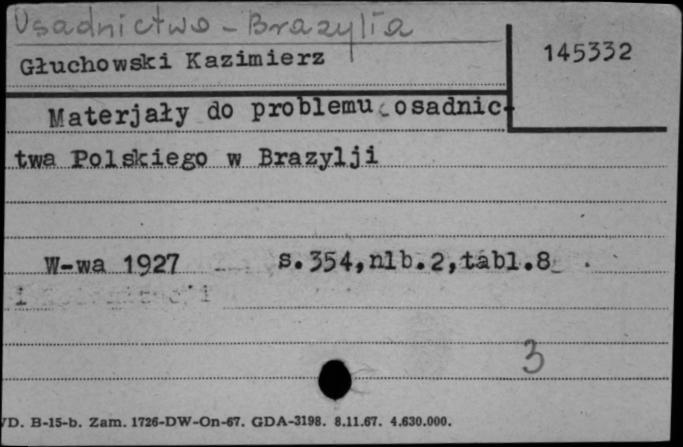 Osadnictwo - Brazylia
Głuchowski Kazimierz
145332
Materjały do problemu osadnic-
twa Polskiego w Brazylji
W-wa 1927 s.354,nlb.2,tabl.8
3
/D. B-15-b. Zam. 1726-DW-On-67. GDA-3198. 8.11.67. 4.630.000.